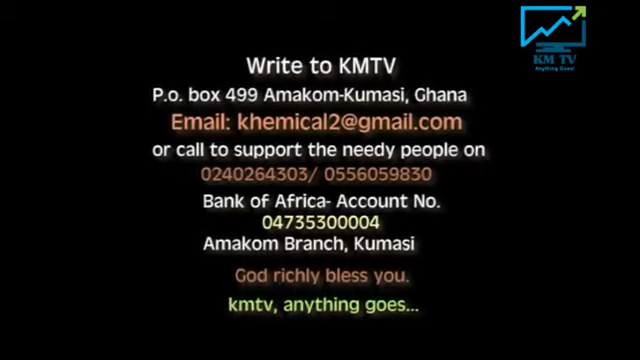 KM TV
Anything Goes!
Write to KMTV
P.o. box 499 Amakom-Kumasi, Ghana
Email: khemical2@gmail.com
or call to support the needy people on
0240264303/ 0556059830
Bank of Africa- Account No.
04735300004
Amakom Branch, Kumasi
God richly bless you.
kmtv, anything goes...